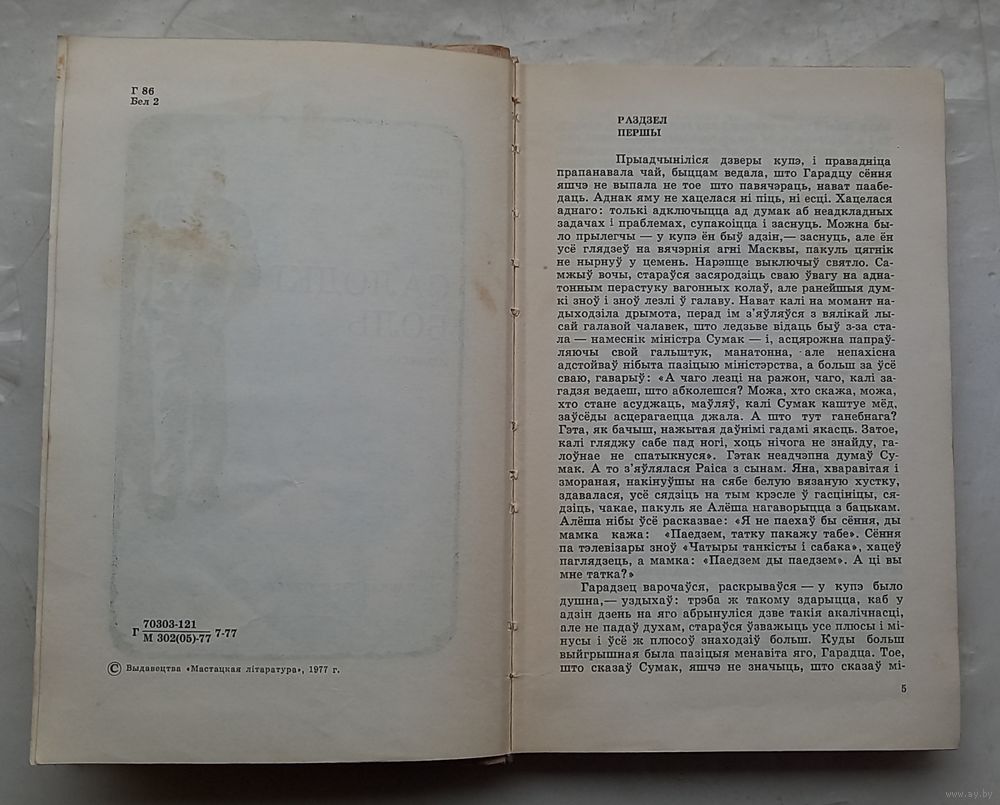 Г 86
Бел 2
70303-121
Г М 302(05)-77 7-77
© Выдавецтва «Мастацкая літаратура», 1977 г.
РАЗДЗЕЛ
ПЕРШЫ
Прыадчыніліся дзверы купэ, і правадніца
прапанавала чай, быццам ведала, што Гарадцу сёння
яшчэ не выпала не тое што павячэраць, нават паабе-
даць. Аднак яму не хацелася ні піць, ні есці. Хацелася
аднаго: толькі адключыцца ад думак аб неадкладных
задачах і праблемах, супакоіцца і заснуць. Можна
было прылегчы — у купэ ён быў адзін,— заснуць, але ён
усё глядзеў на вячэрнія агні Масквы, пакуль цягнік
не нырнуў у цемень. Нарэпце выключыў святло. Са-
мжыў вочы, стараўся засяродзіць сваю ўвагу на адна-
тонным перастуку вагонных колаў, але ранейшыя дум-
кі зноў і зноў лезлі ў галаву. Нават калі на момант на-
дыходзіла дрымота, перад ім з'яўляўся з вялікай лы-
сай галавой чалавек, што ледзьве відаць быў з-за ста-
ла — намеснік міністра Сумак — і, асцярожна папраў-
ляючы свой гальштук, манатонна, але непахісна
адстойваў нібыта пазіцыю міністэрства, а больш за ўсё
сваю, гаварыў: «А чаго лезці на ражон, чаго, калі за-
гадзя ведаеш, што абколешся? Можа, хто скажа, можа,
хто стане асуджаць, маўляў, калі Сумак каштуе мёд,
заўсёды асцерагаецца джала. А што тут ганебнага?
Гэта, як бачыш, нажытая даўнімі гадамі якасць. Затое,
калі гляджу сабе пад ногі, хоць нічога не знайду, га-
лоўнае не спатыкнуся». Гэтак неадчэпна думаў Су-
мак. А то з'яўлялася Раіса з сынам. Яна, хваравітая і
змораная, накінуўшы на сябе белую вязаную хустку,
здавалася, усё сядзіць на тым крэсле ў гасцініцы, ся-
дзіць, чакае, пакуль яе Алёша нагаворыцца з бацькам.
Алёша нібы ўсё расказвае: «Я не паехаў бы сёння, ды
мамка кажа: «Паедзем, татку пакажу табе». Сёння
па тэлевізары зноў «Чатыры танкісты і сабака», хацеў
паглядзець, а мамка: «Паедзем ды паедзем». А ці вы
мне татка?»
Гарадзец варочаўся, раскрываўся — у купэ было
душна,— уздыхаў: трэба ж такому здарыцца, каб у
адзін дзень на яго абрынуліся дзве такія акалічнасці,
але не падаў духам, стараўся ўзважыць усе плюсы і мі-
нусы і ўсё ж плюсоў знаходзіў больш. Куды больш
выйгрышная была пазіцыя менавіта яго, Гарадца. Тое,
што сказаў Сумак, яшчэ не значыць, што сказаў мі-
5
www.ay.by